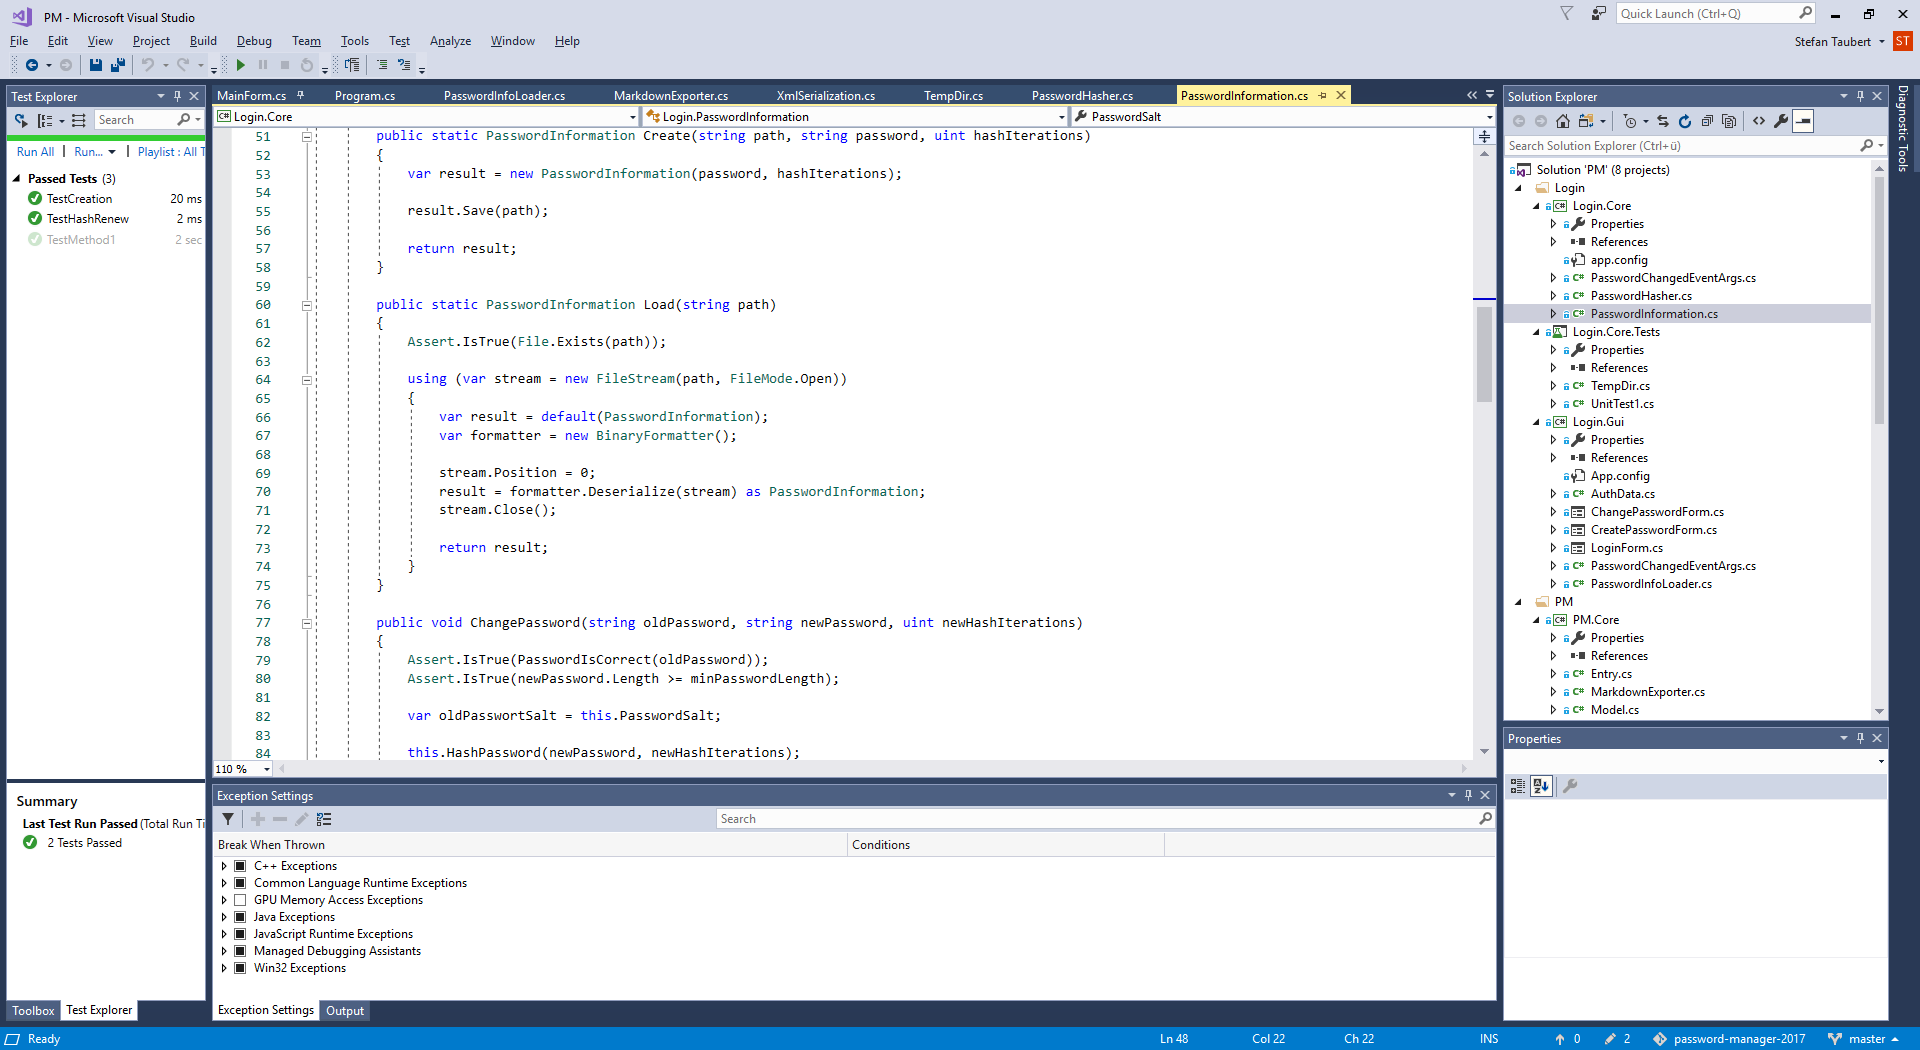 PM - Microsoft Visual Studio
Quick Launch (Ctrl+Q)
File Edit View Project Build Debug Team Tools Test Analyze Window Help
Stefan Taubert
ST
Test Explorer
Search
Run All | Run... | Playlist : All T
Passed Tests (3)
TestCreation 20 ms
TestHashRenew 2 ms
TestMethod1 2 sec
Summary
Last Test Run Passed (Total Run Ti
2 Tests Passed
Toolbox Test Explorer
MainForm.cs Program.cs PasswordInfoLoader.cs MarkdownExporter.cs XmlSerialization.cs TempDir.cs PasswordHasher.cs PasswordInformation.cs
Login.Core Login.PasswordInformation PasswordSalt
51 public static PasswordInformation Create(string path, string password, uint hashIterations)
52 {
53 var result = new PasswordInformation(password, hashIterations);
54
55 result.Save(path);
56
57 return result;
58 }
59
60 public static PasswordInformation Load(string path)
61 {
62 Assert.IsTrue(File.Exists(path));
63
64 using (var stream = new FileStream(path, FileMode.Open))
65 {
66 var result = default(PasswordInformation);
67 var formatter = new BinaryFormatter();
68
69 stream.Position = 0;
70 result = formatter.Deserialize(stream) as PasswordInformation;
71 stream.Close();
72
73 return result;
74 }
75 }
76
77 public void ChangePassword(string oldPassword, string newPassword, uint newHashIterations)
78 {
79 Assert.IsTrue(PasswordIsCorrect(oldPassword));
80 Assert.IsTrue(newPassword.Length >= minPasswordLength);
81
82 var oldPasswortSalt = this.PasswordSalt;
83
84 this.HashPassword(newPassword, newHashIterations);
110 %
Exception Settings
Search
Break When Thrown Conditions
C++ Exceptions
Common Language Runtime Exceptions
GPU Memory Access Exceptions
Java Exceptions
JavaScript Runtime Exceptions
Managed Debugging Assistants
Win32 Exceptions
Exception Settings Output
Solution Explorer
Search Solution Explorer (Ctrl+ü)
Solution 'PM' (8 projects)
Login
Login.Core
Properties
References
app.config
PasswordChangedEventArgs.cs
PasswordHasher.cs
PasswordInformation.cs
Login.Core.Tests
Properties
References
TempDir.cs
UnitTest1.cs
Login.Gui
Properties
References
App.config
AuthData.cs
ChangePasswordForm.cs
CreatePasswordForm.cs
LoginForm.cs
PasswordChangedEventArgs.cs
PasswordInfoLoader.cs
PM
PM.Core
Properties
References
Entry.cs
MarkdownExporter.cs
Model.cs
Properties
Diagnostic Tools
Ready Ln 48 Col 22 Ch 22 INS 0 2 password-manager-2017 master